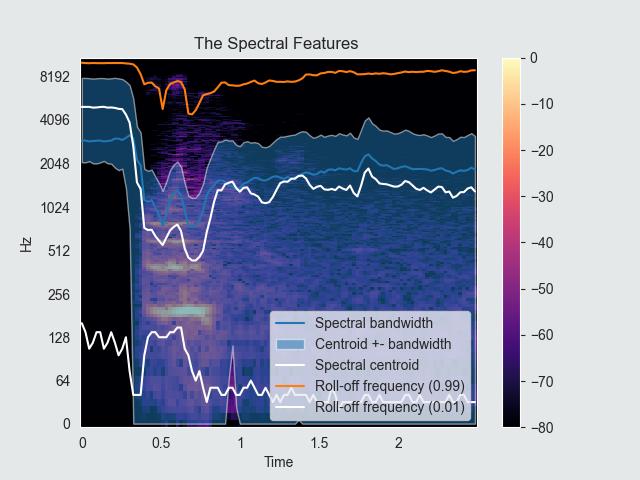 The Spectral Features
8192
4096
2048
1024
512
256
128
64
0
Hz
0
0.5
1
1.5
2
Time
Spectral bandwidth
Centroid +- bandwidth
Spectral centroid
Roll-off frequency (0.99)
Roll-off frequency (0.01)
0
−10
−20
−30
−40
−50
−60
−70
−80